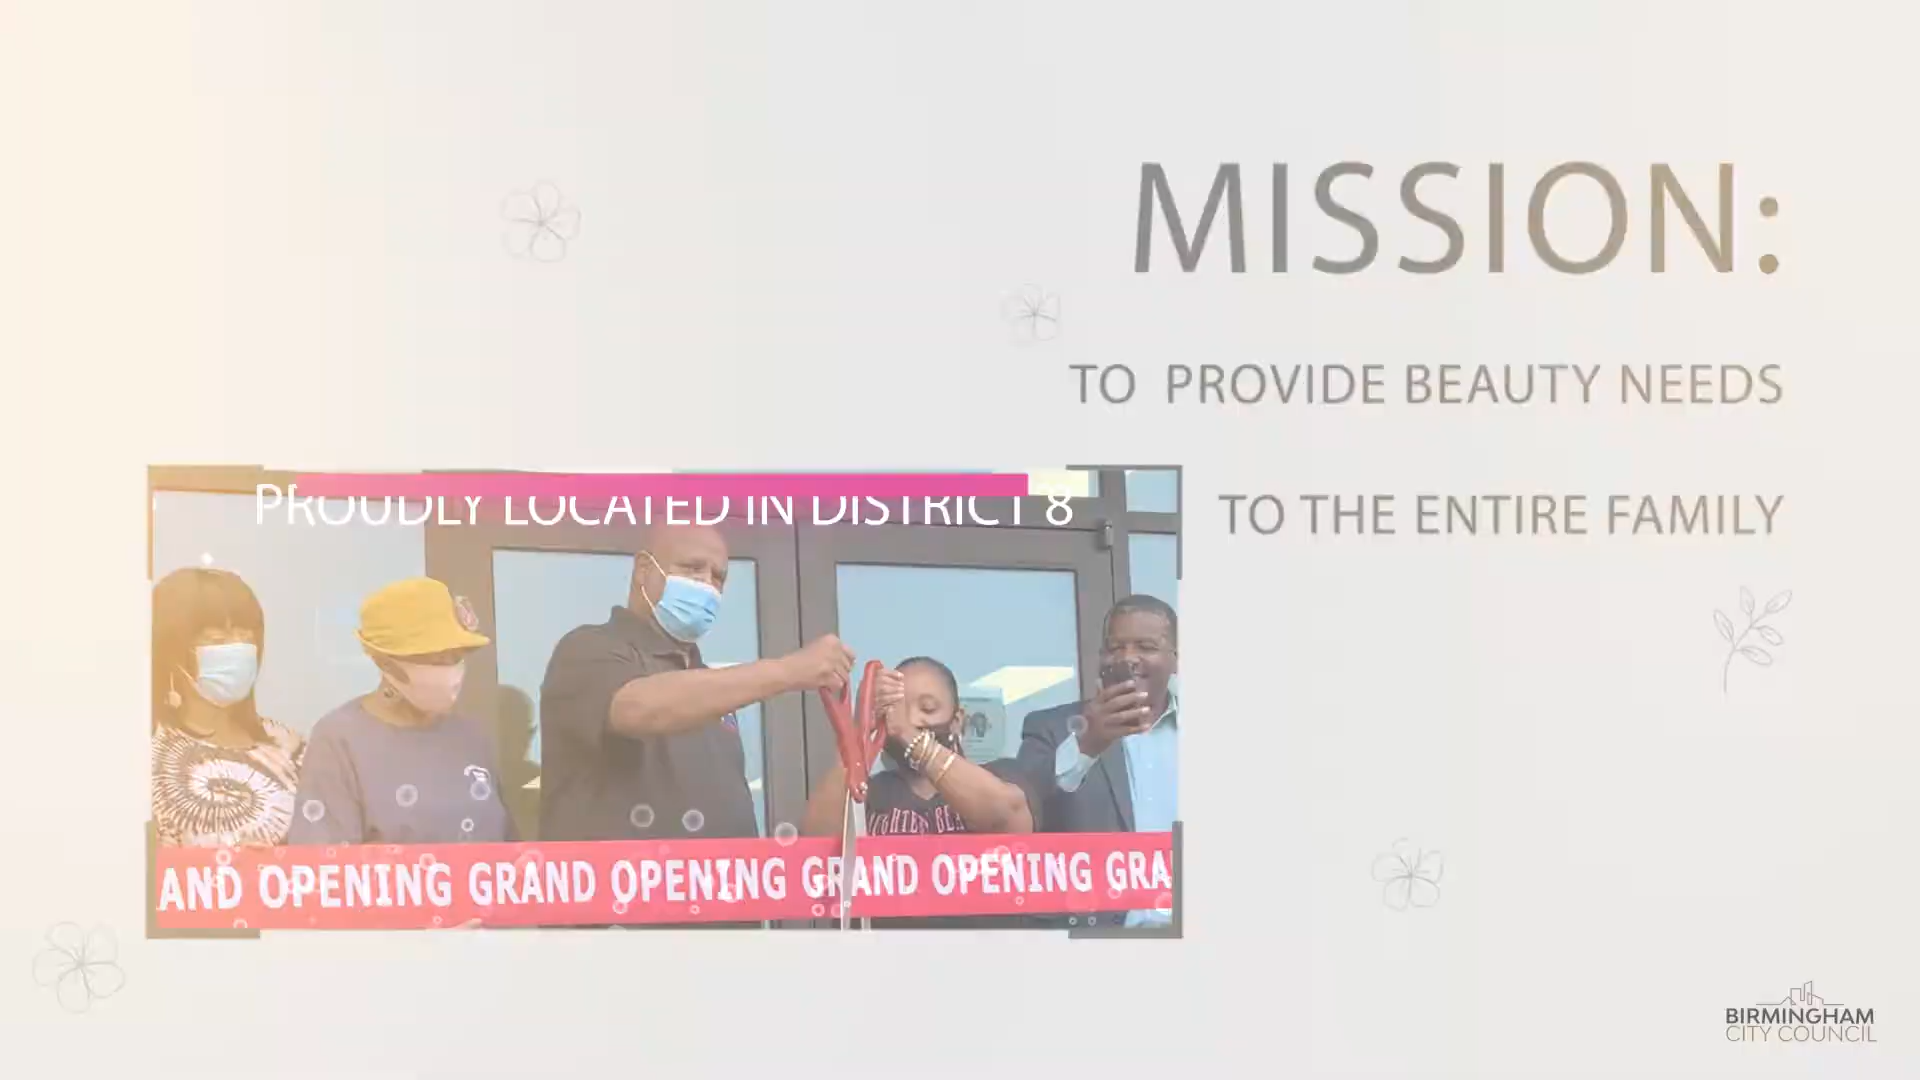 MISSION:
TO PROVIDE BEAUTY NEEDS
TO THE ENTIRE FAMILY
PROUDLY LOCATED IN DISTRICT 8
AND OPENING GRAND OPENING GRAND OPENING GRA
BIRMINGHAM
CITY COUNCIL